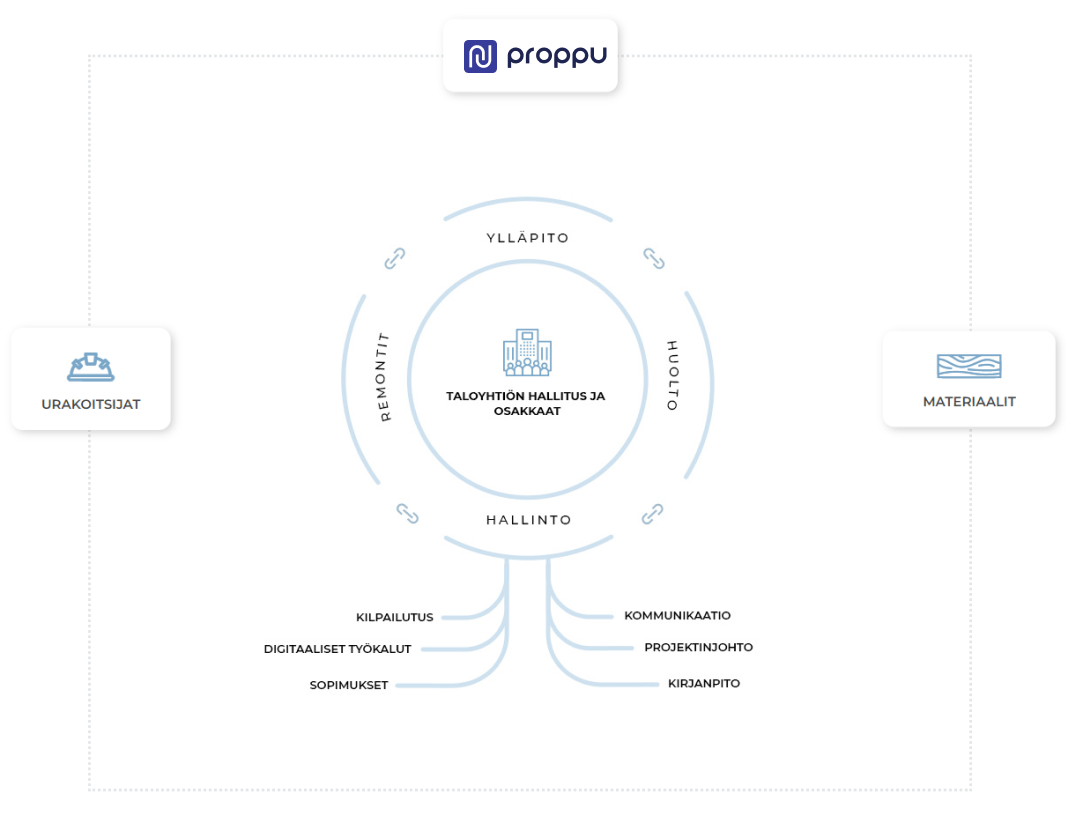 proppu
YLLÄPITO
REMONTIT
HUOLTO
TALOYHTIÖN HALLITUS JA
OSAKKAAT
URAKOITSIJAT
MATERIAALIT
HALLINTO
KILPAILUTUS
KOMMUNIKAATIO
DIGITAALISET TYÖKALUT
PROJEKTINJOHTO
SOPIMUKSET
KIRJANPITO